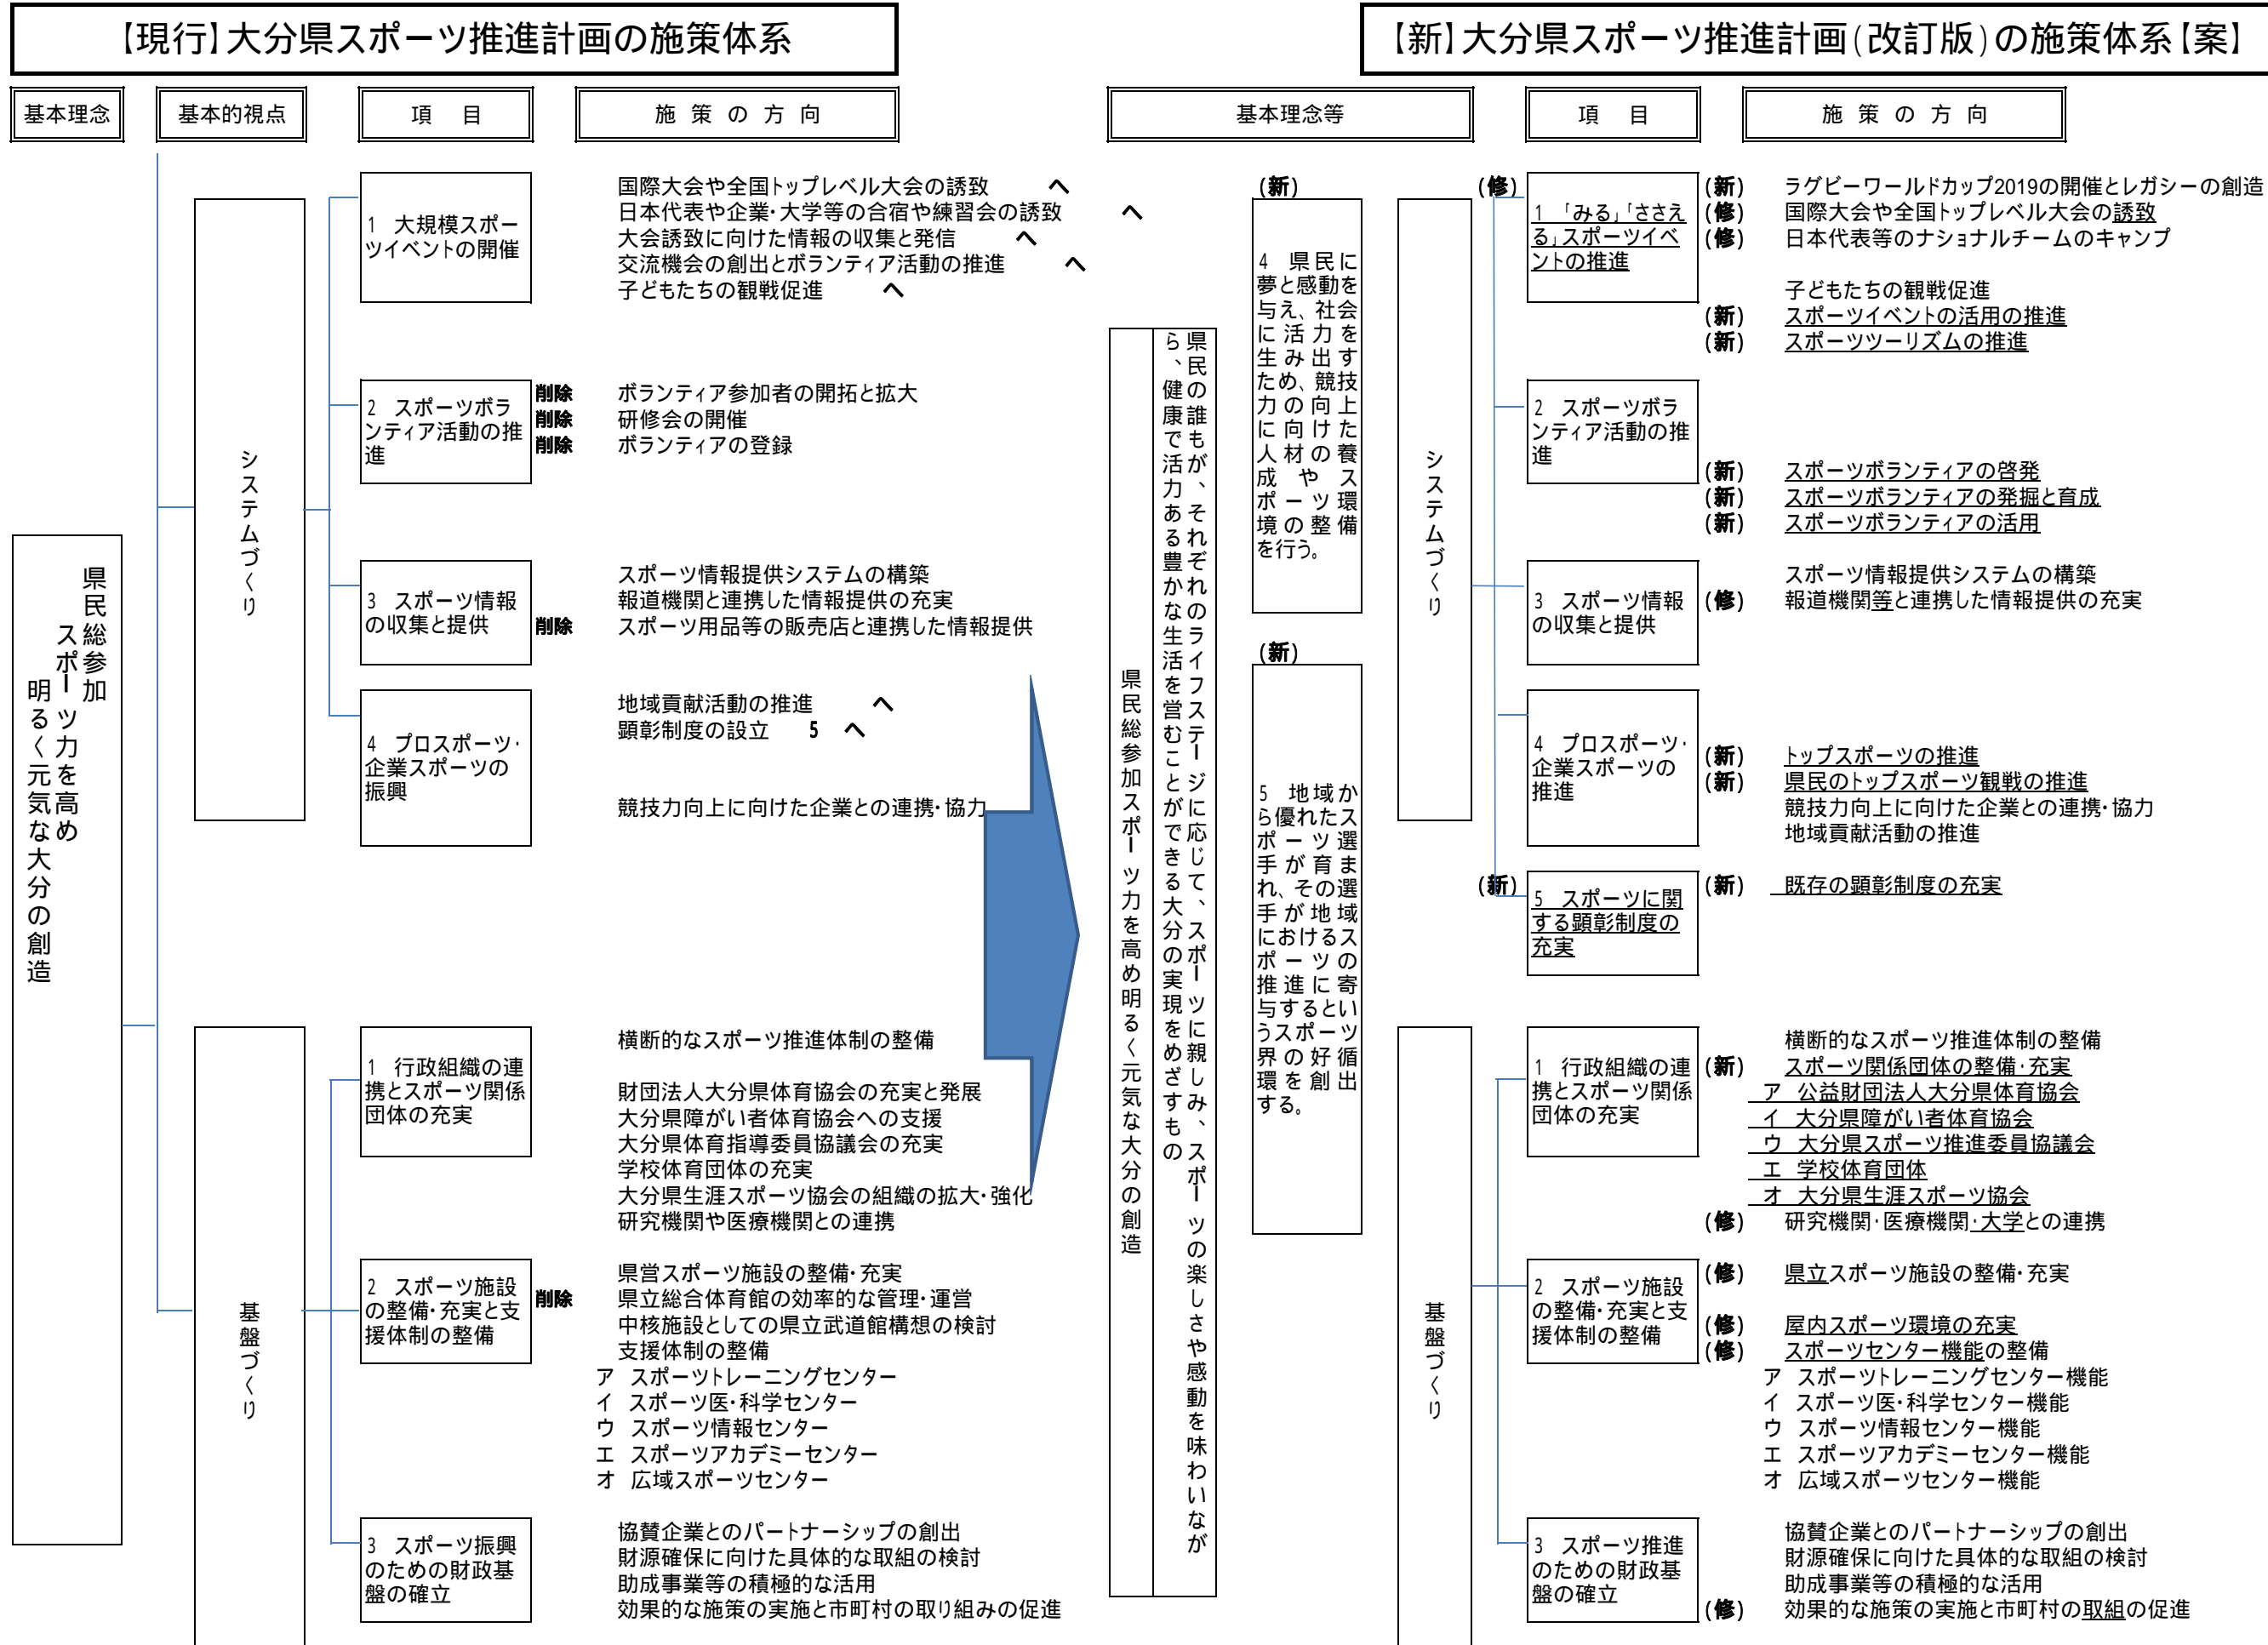 【現行】大分県スポーツ推進計画の施策体系
基本理念
基本的視点
項　目
施 策 の 方 向
県民総参加
スポーツ力を高め
明るく元気な大分の創造
システムづくり
1　大規模スポー
ツイベントの開催
国際大会や全国トップレベル大会の誘致　　へ
日本代表や企業・大学等の合宿や練習会の誘致　　へ
大会誘致に向けた情報の収集と発信　　へ
交流機会の創出とボランティア活動の推進　　へ
子どもたちの観戦促進　　へ
2　スポーツボラ
ンティア活動の推
進
削除　ボランティア参加者の開拓と拡大
削除　研修会の開催
削除　ボランティアの登録
3　スポーツ情報
の収集と提供
スポーツ情報提供システムの構築
報道機関と連携した情報提供の充実
削除　スポーツ用品等の販売店と連携した情報提供
4　プロスポーツ・
企業スポーツの
振興
地域貢献活動の推進　　へ
顕彰制度の設立　5　へ
競技力向上に向けた企業との連携・協力
基盤づくり
1　行政組織の連
携とスポーツ関係
団体の充実
横断的なスポーツ推進体制の整備
財団法人大分県体育協会の充実と発展
大分県障がい者体育協会への支援
大分県体育指導委員協議会の充実
学校体育団体の充実
大分県生涯スポーツ協会の組織の拡大・強化
研究機関や医療機関との連携
2　スポーツ施設
の整備・充実と支
援体制の整備
県営スポーツ施設の整備・充実
削除　県立総合体育館の効率的な管理・運営
中核施設としての県立武道館構想の検討
支援体制の整備
ア　スポーツトレーニングセンター
イ　スポーツ医・科学センター
ウ　スポーツ情報センター
エ　スポーツアカデミーセンター
オ　広域スポーツセンター
3　スポーツ振興
のための財政基
盤の確立
協賛企業とのパートナーシップの創出
財源確保に向けた具体的な取組の検討
助成事業等の積極的な活用
効果的な施策の実施と市町村の取り組みの促進
【新】大分県スポーツ推進計画(改訂版)の施策体系【案】
基本理念等
項　目
施 策 の 方 向
県民総参加スポーツ力を高め明るく元気な大分の創造
県民の誰もが、それぞれのライフステージに応じて、スポーツに親しみ、スポーツの楽しさや感動を味わいなが
ら、健康で活力ある豊かな生活を営むことができる大分の実現をめざすもの
(新)
4　県民に
夢と感動を
与え、社会
に活力を
生み出す
ため、競技
力の向上
に向けた
人材の養
成やス
ポーツ環
境の整備
を行う。
(新)
5　地域か
ら優れたス
ポーツ選
手が育ま
れ、その選
手が地域
におけるス
ポーツの
推進に寄
与するとい
うスポーツ
界の好循
環を創出
する。
システムづくり
(修)
1　「みる」「ささえ
る」スポーツイベ
ントの推進
(新)　ラグビーワールドカップ2019の開催とレガシーの創造
(修)　国際大会や全国トップレベル大会の誘致
(修)　日本代表等のナショナルチームのキャンプ
子どもたちの観戦促進
(新)　スポーツイベントの活用の推進
(新)　スポーツツーリズムの推進
2　スポーツボラ
ンティア活動の推
進
(新)　スポーツボランティアの啓発
(新)　スポーツボランティアの発掘と育成
(新)　スポーツボランティアの活用
3　スポーツ情報
の収集と提供
スポーツ情報提供システムの構築
(修)　報道機関等と連携した情報提供の充実
4　プロスポーツ・
企業スポーツの
推進
(新)　トップスポーツの推進
(新)　県民のトップスポーツ観戦の推進
競技力向上に向けた企業との連携・協力
地域貢献活動の推進
(新)
5　スポーツに関
する顕彰制度の
充実
(新)　既存の顕彰制度の充実
基盤づくり
1　行政組織の連
携とスポーツ関係
団体の充実
横断的なスポーツ推進体制の整備
(新)　スポーツ関係団体の整備・充実
ア　公益財団法人大分県体育協会
イ　大分県障がい者体育協会
ウ　大分県スポーツ推進委員協議会
エ　学校体育団体
オ　大分県生涯スポーツ協会
(修)　研究機関・医療機関・大学との連携
2　スポーツ施設
の整備・充実と支
援体制の整備
(修)　県立スポーツ施設の整備・充実
(修)　屋内スポーツ環境の充実
(修)　スポーツセンター機能の整備
ア　スポーツトレーニングセンター機能
イ　スポーツ医・科学センター機能
ウ　スポーツ情報センター機能
エ　スポーツアカデミーセンター機能
オ　広域スポーツセンター機能
3　スポーツ推進
のための財政基
盤の確立
協賛企業とのパートナーシップの創出
財源確保に向けた具体的な取組の検討
助成事業等の積極的な活用
(修)　効果的な施策の実施と市町村の取組の促進